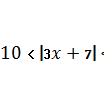 10 < |3x + 7|